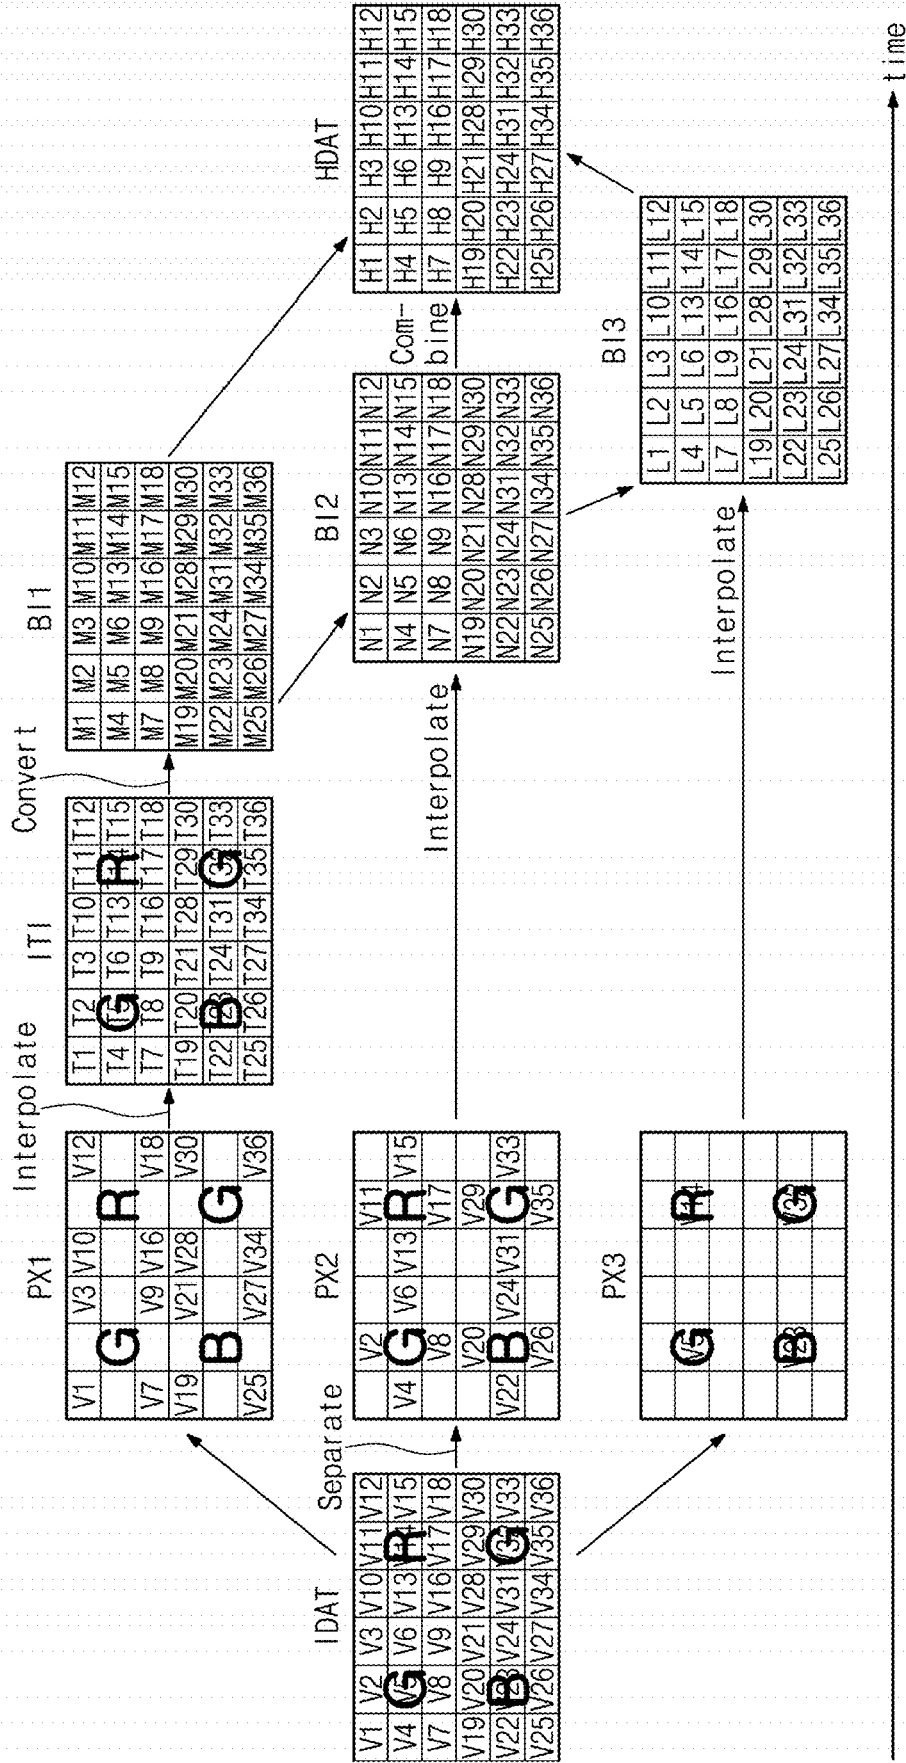 IDAT
V1 V2 V3 V10 V11 V12
V4 G V6 V13 R V15
V7 V8 V9 V16 V17 V18
V19 V20 V21 V28 V29 V30
V22 B V24 V31 G V33
V25 V26 V27 V34 V35 V36
Separate
PX1
V1 V3 V10 V12
G R
V7 V9 V16 V18
V19 V21 V28 V30
B G
V25 V27 V34 V36
PX2
V2 V11
V4 G V6 V13 R V15
V8 V17
V20 V29
V22 B V24 V31 G V33
V26 V35
PX3
G R
B G
Interpolate
ITI
T1 T2 T3 T10 T11 T12
T4 G T6 T13 R T15
T7 T8 T9 T16 T17 T18
T19 T20 T21 T28 T29 T30
T22 B T24 T31 G T33
T25 T26 T27 T34 T35 T36
Convert
BI1
M1 M2 M3 M10 M11 M12
M4 M5 M6 M13 M14 M15
M7 M8 M9 M16 M17 M18
M19 M20 M21 M28 M29 M30
M22 M23 M24 M31 M32 M33
M25 M26 M27 M34 M35 M36
Interpolate
BI2
N1 N2 N3 N10 N11 N12
N4 N5 N6 N13 N14 N15
N7 N8 N9 N16 N17 N18
N19 N20 N21 N28 N29 N30
N22 N23 N24 N31 N32 N33
N25 N26 N27 N34 N35 N36
Interpolate
BI3
L1 L2 L3 L10 L11 L12
L4 L5 L6 L13 L14 L15
L7 L8 L9 L16 L17 L18
L19 L20 L21 L28 L29 L30
L22 L23 L24 L31 L32 L33
L25 L26 L27 L34 L35 L36
Com-
bine
HDAT
H1 H2 H3 H10 H11 H12
H4 H5 H6 H13 H14 H15
H7 H8 H9 H16 H17 H18
H19 H20 H21 H28 H29 H30
H22 H23 H24 H31 H32 H33
H25 H26 H27 H34 H35 H36
time